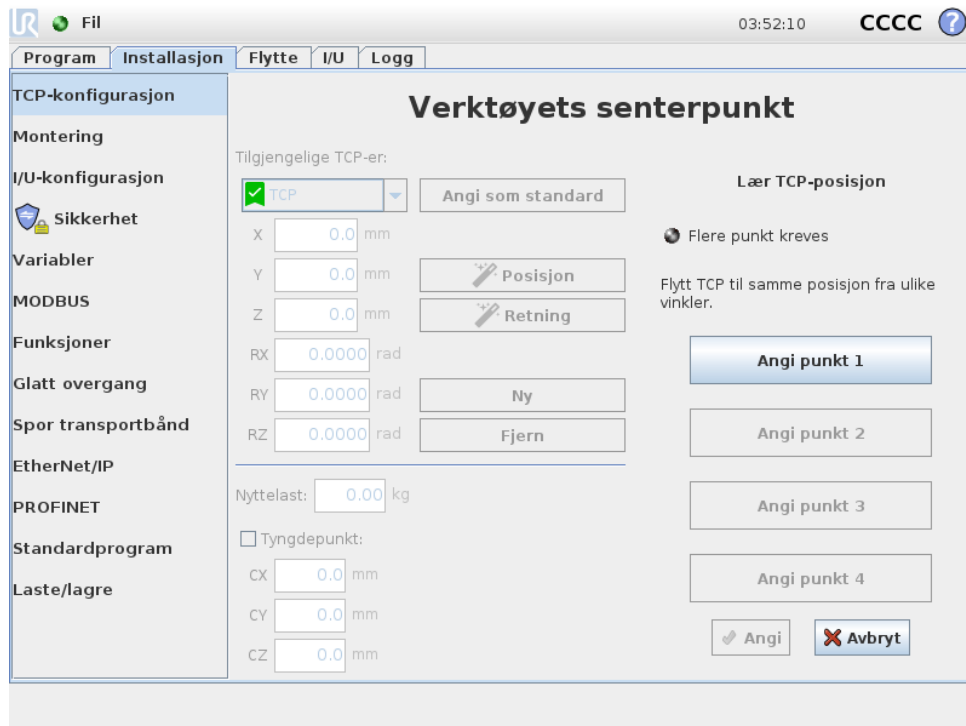 UR Fil 03:52:10 CCCC ?
Program Installasjon Flytte I/U Logg
TCP-konfigurasjon
Montering
I/U-konfigurasjon
Sikkerhet
Variabler
MODBUS
Funksjoner
Glatt overgang
Spor transportbånd
EtherNet/IP
PROFINET
Standardprogram
Laste/lagre
Verktøyets senterpunkt
Tilgjengelige TCP-er:
TCP Angi som standard
X 0.0 mm
Y 0.0 mm Posisjon
Z 0.0 mm Retning
RX 0.0000 rad
RY 0.0000 rad Ny
RZ 0.0000 rad Fjern
Nyttelast: 0.00 kg
Tyngdepunkt:
CX 0.0 mm
CY 0.0 mm
CZ 0.0 mm
Lær TCP-posisjon
Flere punkt kreves
Flytt TCP til samme posisjon fra ulike
vinkler.
Angi punkt 1
Angi punkt 2
Angi punkt 3
Angi punkt 4
Angi Avbryt